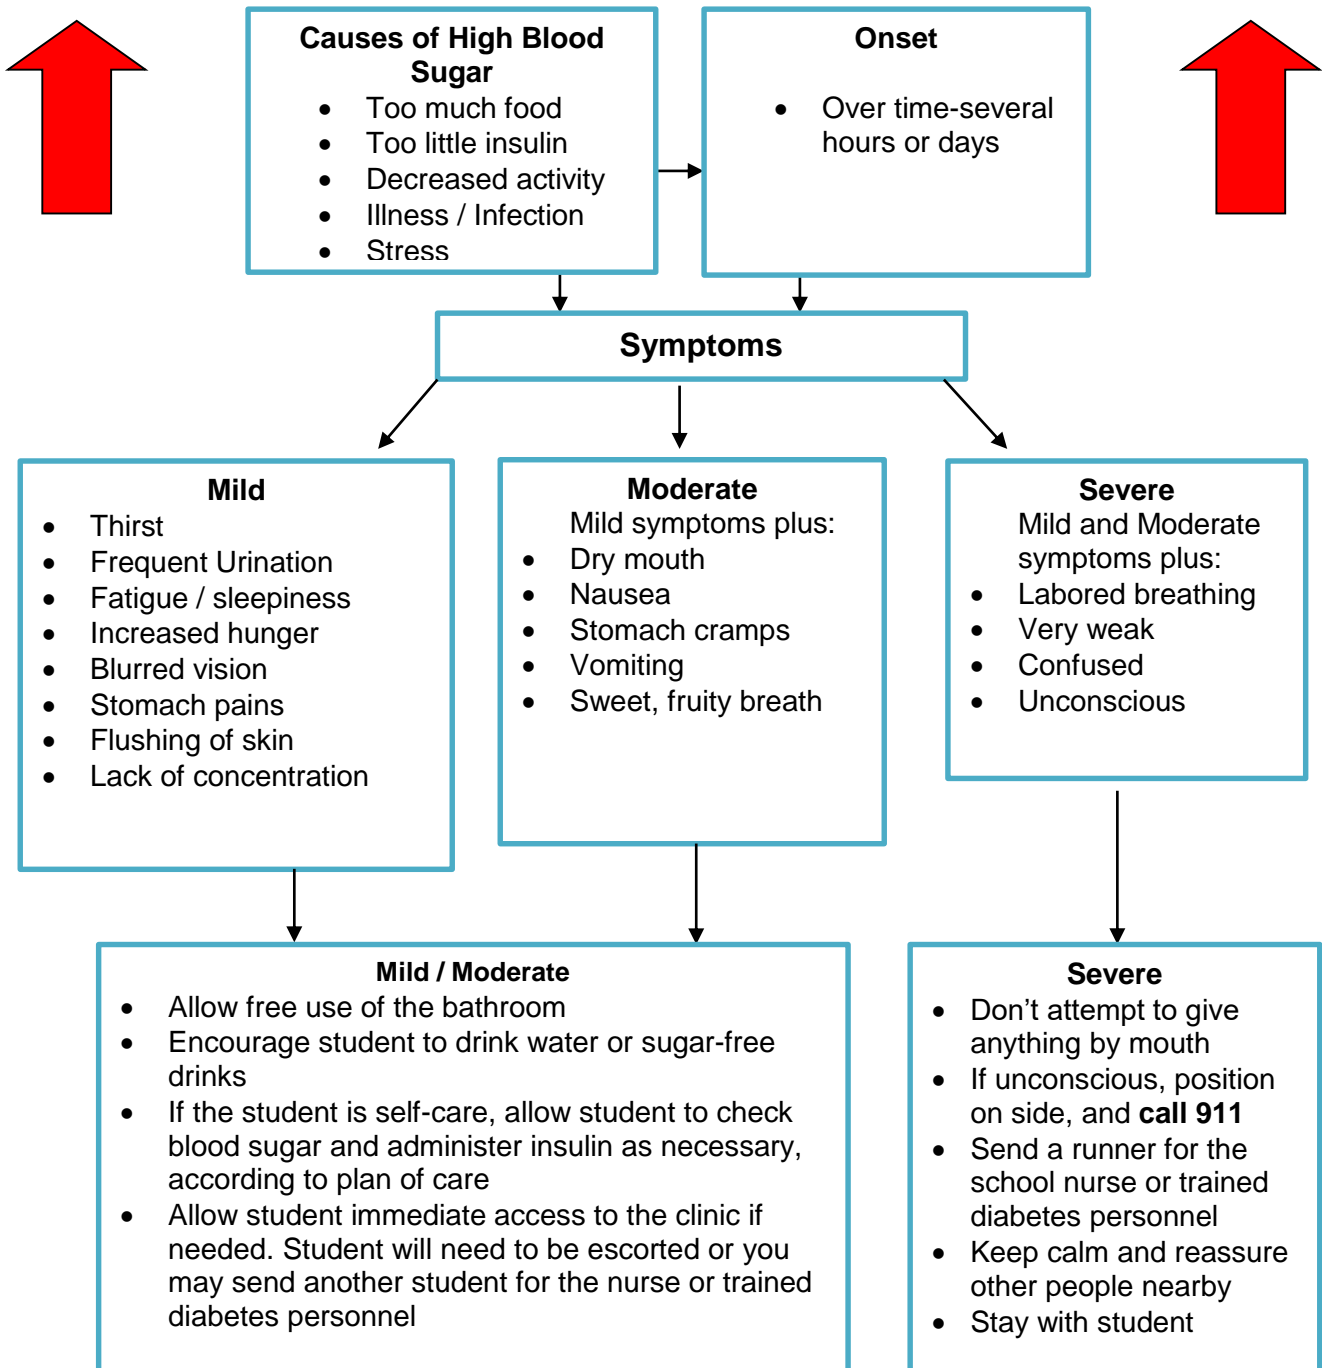 Causes of High Blood
Sugar
• Too much food
• Too little insulin
• Decreased activity
• Illness / Infection
• Stress
Onset
• Over time-several
hours or days
Symptoms
Mild
• Thirst
• Frequent Urination
• Fatigue / sleepiness
• Increased hunger
• Blurred vision
• Stomach pains
• Flushing of skin
• Lack of concentration
Moderate
Mild symptoms plus:
• Dry mouth
• Nausea
• Stomach cramps
• Vomiting
• Sweet, fruity breath
Severe
Mild and Moderate
symptoms plus:
• Labored breathing
• Very weak
• Confused
• Unconscious
Mild / Moderate
• Allow free use of the bathroom
• Encourage student to drink water or sugar-free
drinks
• If the student is self-care, allow student to check
blood sugar and administer insulin as necessary,
according to plan of care
• Allow student immediate access to the clinic if
needed. Student will need to be escorted or you
may send another student for the nurse or trained
diabetes personnel
Severe
• Don’t attempt to give
anything by mouth
• If unconscious, position
on side, and call 911
• Send a runner for the
school nurse or trained
diabetes personnel
• Keep calm and reassure
other people nearby
• Stay with student